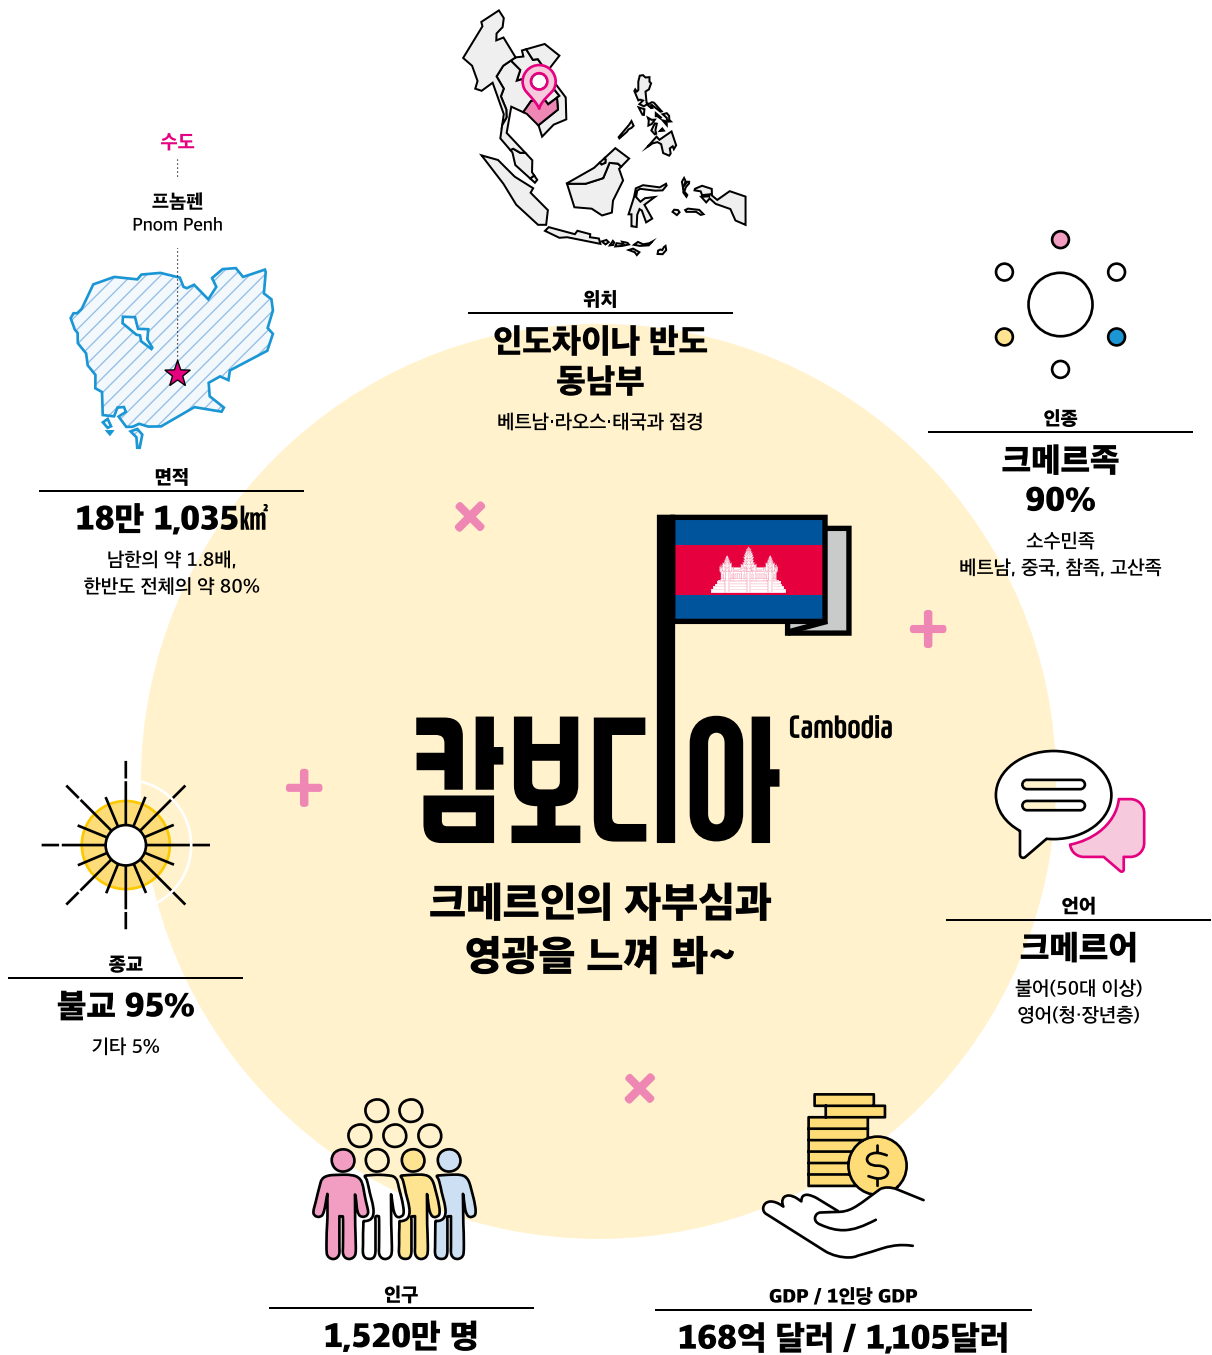 수도
프놈펜
Pnom Penh
면적
18만 1,035㎢
남한의 약 1.8배,
한반도 전체의 약 80%
위치
인도차이나 반도
동남부
베트남·라오스·태국과 접경
인종
크메르족
90%
소수민족
베트남, 중국, 참족, 고산족
캄보디아
Cambodia
크메르인의 자부심과
영광을 느껴 봐~
언어
크메르어
불어(50대 이상)
영어(청·장년층)
종교
불교 95%
기타 5%
인구
1,520만 명
$
GDP / 1인당 GDP
168억 달러 / 1,105달러